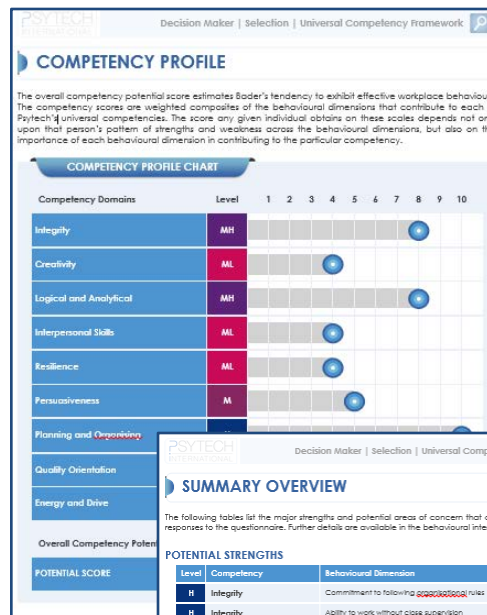 PSYTECH
INTERNATIONAL
Decision Maker | Selection | Universal Competency Framework
COMPETENCY PROFILE
The overall competency potential score estimates Bader's tendency to exhibit effective workplace behaviou
The competency scores are weighted composites of the behavioural dimensions that contribute to each
Psytech's universal competencies. The score any given individual obtains on these scales depends not on
upon that person's pattern of strengths and weakness across the behavioural dimensions, but also on th
importance of each behavioural dimension in contributing to the particular competency.
COMPETENCY PROFILE CHART
Competency Domains Level 1 2 3 4 5 6 7 8 9 10
Integrity MH
Creativity ML
Logical and Analytical MH
Interpersonal Skills ML
Resilience ML
Persuasiveness M
Planning and Organising
Quality Orientation
Energy and Drive
Overall Competency Poten
POTENTIAL SCORE
PSYTECH
INTERNATIONAL
Decision Maker | Selection | Universal Comp
SUMMARY OVERVIEW
The following tables list the major strengths and potential areas of concern that
responses to the questionnaire. Further details are available in the behavioural inte
POTENTIAL STRENGTHS
Level Competency Behavioural Dimension
H Integrity Commitment to following organisational rules
H Integrity Ability to work without close supervision